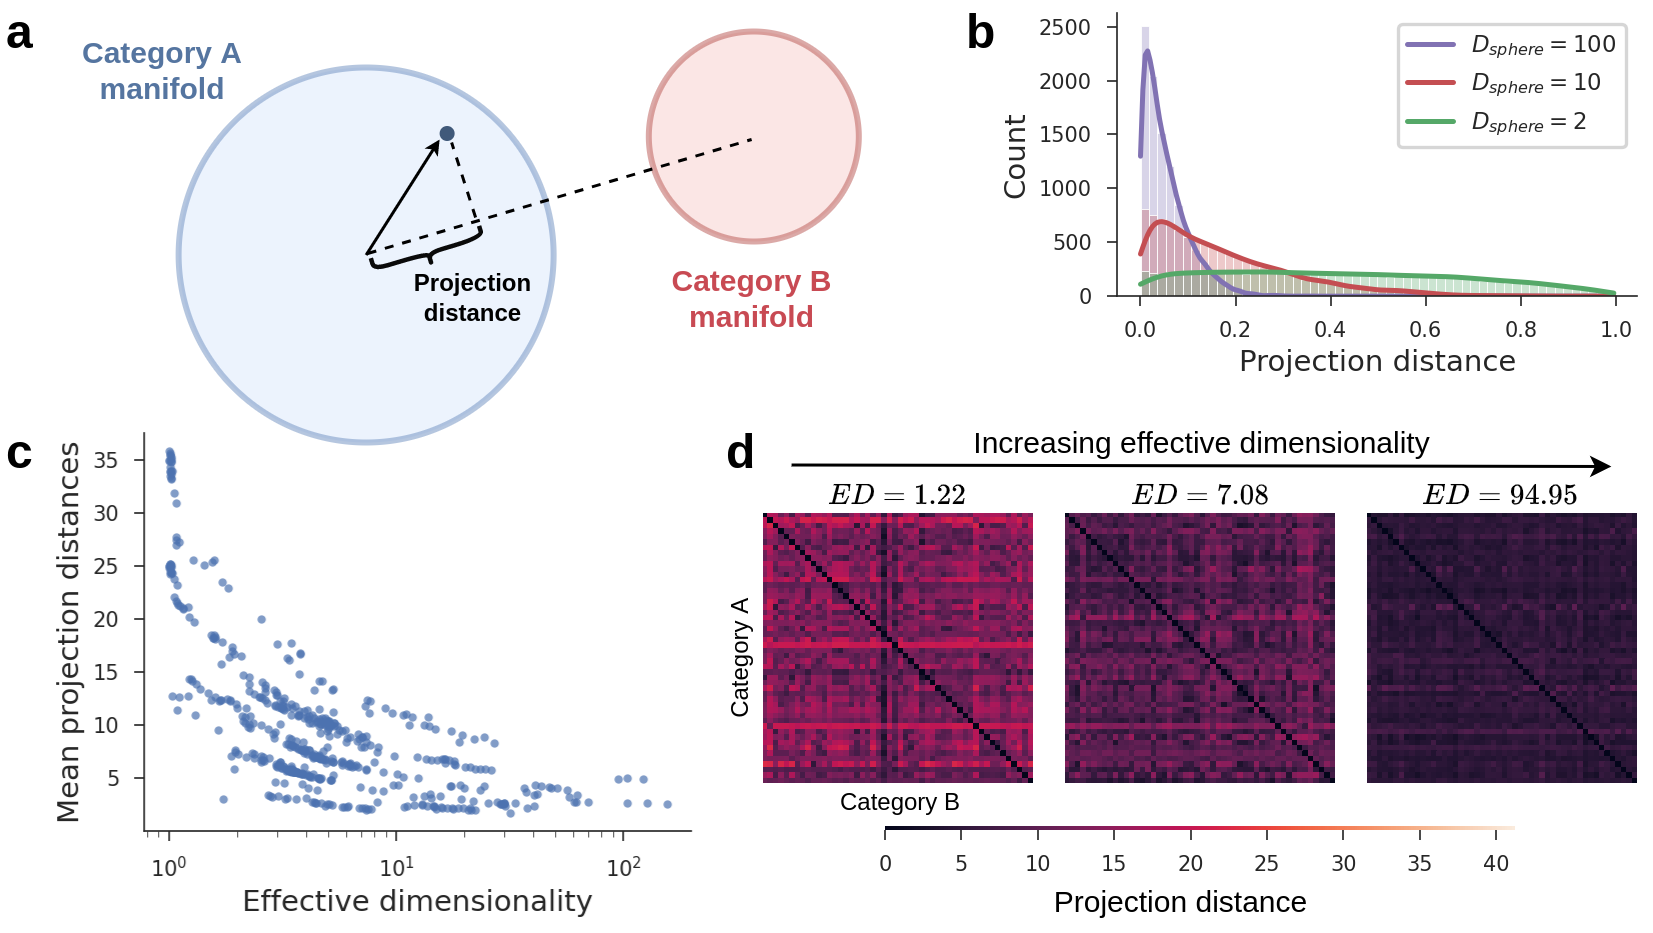 a
Category A
manifold
Projection
distance
Category B
manifold
b
Count
2500
2000
1500
1000
500
0
0.0 0.2 0.4 0.6 0.8 1.0
Projection distance
D_sphere = 100
D_sphere = 10
D_sphere = 2
c
Mean projection distances
35
30
25
20
15
10
5
10^0 10^1 10^2
Effective dimensionality
d
Increasing effective dimensionality
ED = 1.22 ED = 7.08 ED = 94.95
Category A
Category B
0 5 10 15 20 25 30 35 40
Projection distance